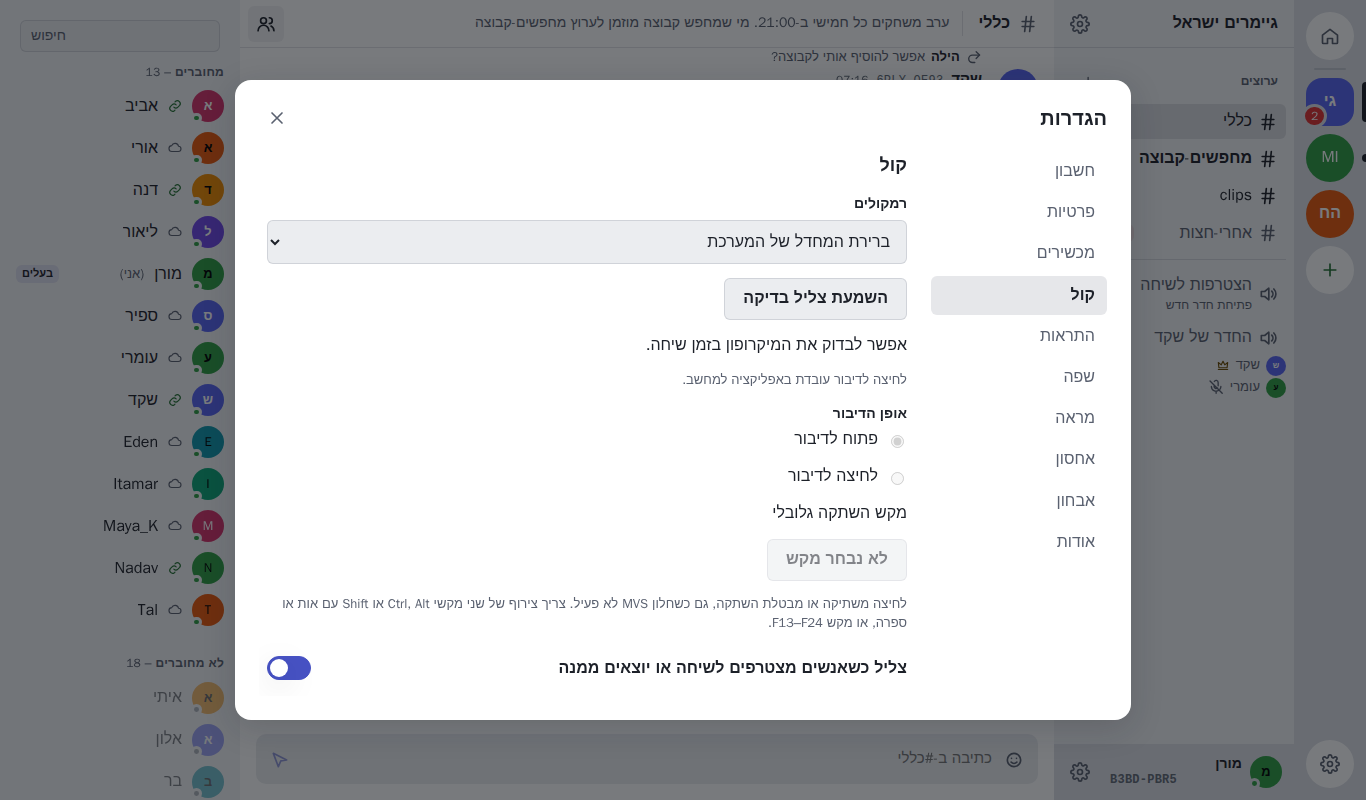 גיימרים ישראל
ערוצים
כללי
מחפשים-קבוצה
clips
אחרי-חצות
הצטרפות לשיחה
פתיחת חדר חדש
החדר של שקד
שקד
עומרי
גי
2
MI
הח
מורן
B3BD-PBR5
מ
כללי
ערב משחקים כל חמישי ב-21:00. מי שמחפש קבוצה מוזמן לערוץ מחפשים-קבוצה
הילה אפשר להוסיף אותי לקבוצה?
הגדרות
חשבון
פרטיות
מכשירים
קול
התראות
שפה
מראה
אחסון
אבחון
אודות
קול
רמקולים
ברירת המחדל של המערכת
השמעת צליל בדיקה
אפשר לבדוק את המיקרופון בזמן שיחה.
לחיצה לדיבור עובדת באפליקציה למחשב.
אופן הדיבור
פתוח לדיבור
לחיצה לדיבור
מקש השתקה גלובלי
לא נבחר מקש
לחיצה משתיקה או מבטלת השתקה, גם כשחלון MVS לא פעיל. צריך צירוף של שני מקשי Ctrl, Alt או Shift עם אות או
ספרה, או מקש F13–F24.
צליל כשאנשים מצטרפים לשיחה או יוצאים ממנה
כתיבה ב-#כללי
חיפוש
מחוברים – 13
א אביב
א אורי
ד דנה
ל ליאור
מ מורן (אני) בעלים
ס ספיר
ע עומרי
ש שקד
E Eden
I Itamar
M Maya_K
N Nadav
T Tal
לא מחוברים – 18
א איתי
א אלון
ב בר